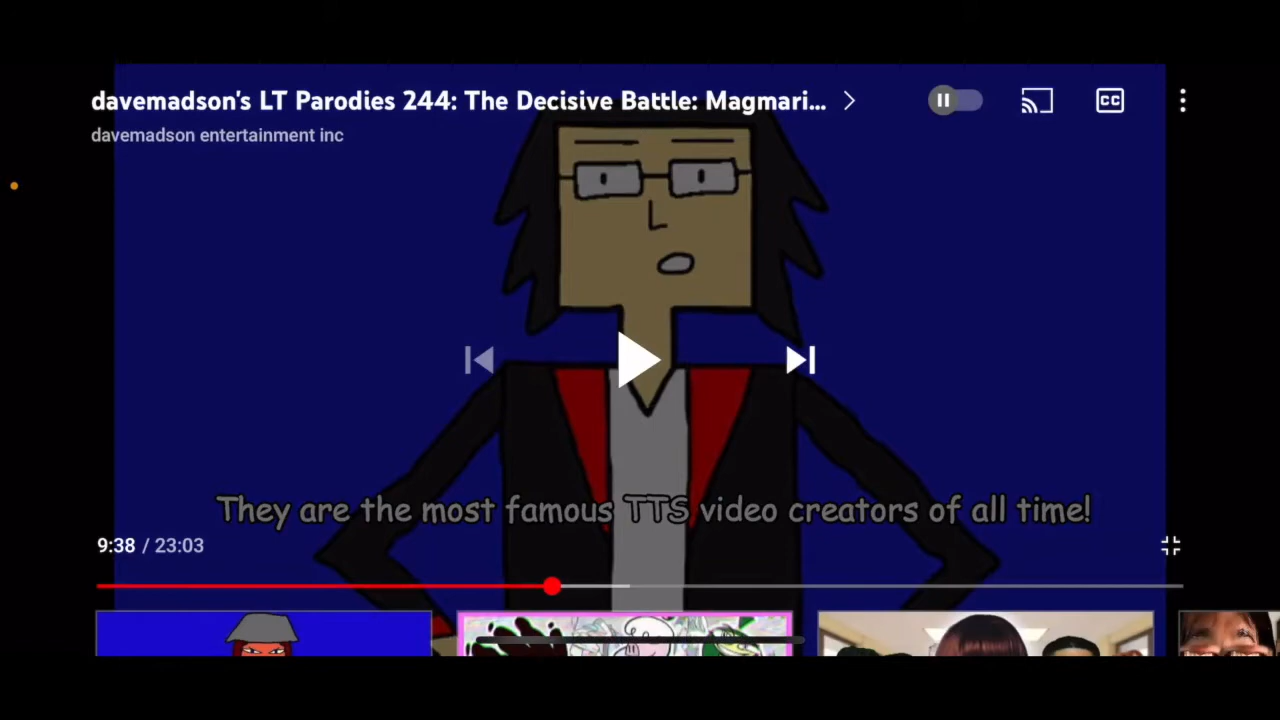 davemadson's LT Parodies 244: The Decisive Battle: Magmari...
davemadson entertainment inc
CC
They are the most famous TTS video creators of all time!
9:38 / 23:03